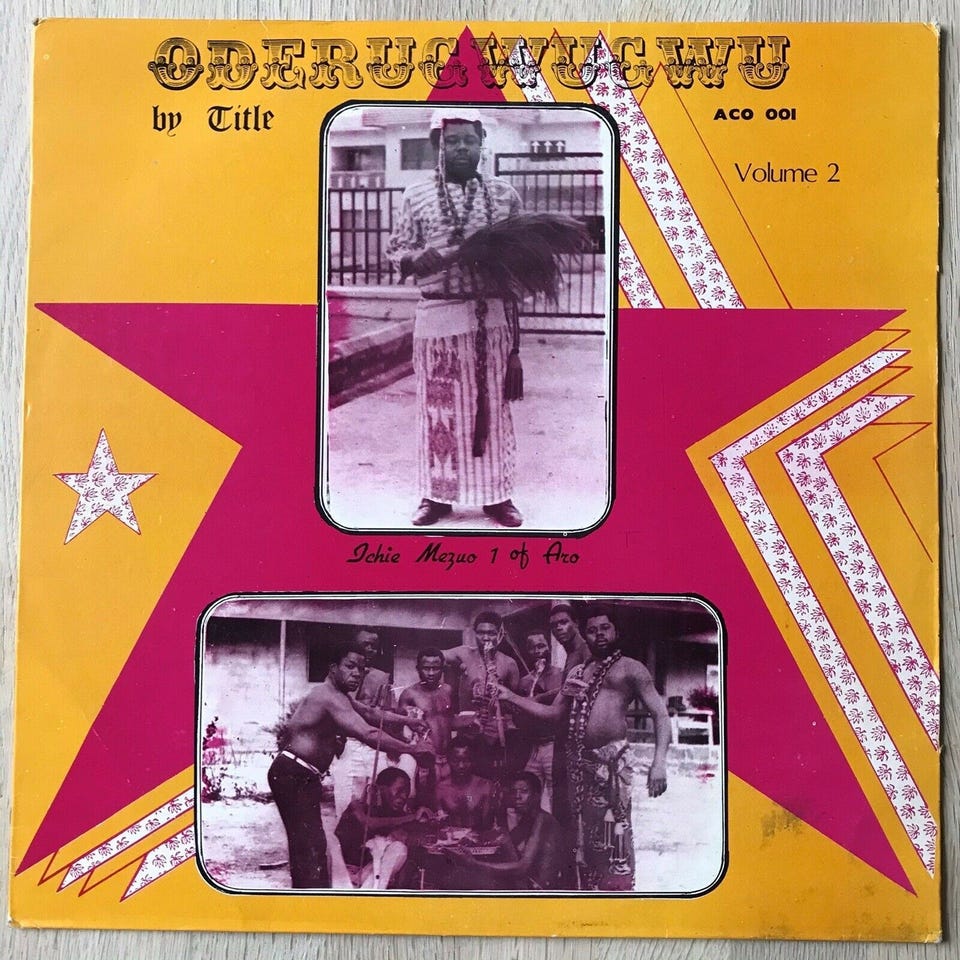 ODERUGWUGWU
by Title
ACO 001
Volume 2
Ichie Mezuo 1 of Aro